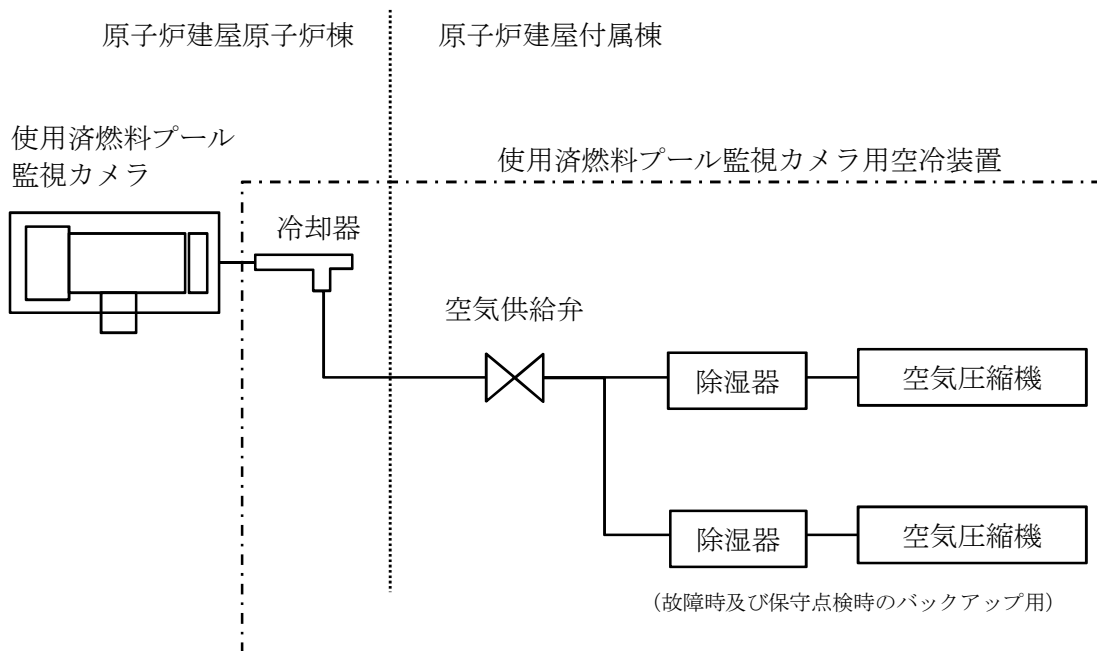 原子炉建屋原子炉棟
原子炉建屋付属棟
使用済燃料プール
監視カメラ
使用済燃料プール監視カメラ用空冷装置
冷却器
空気供給弁
除湿器
空気圧縮機
除湿器
空気圧縮機
(故障時及び保守点検時のバックアップ用)